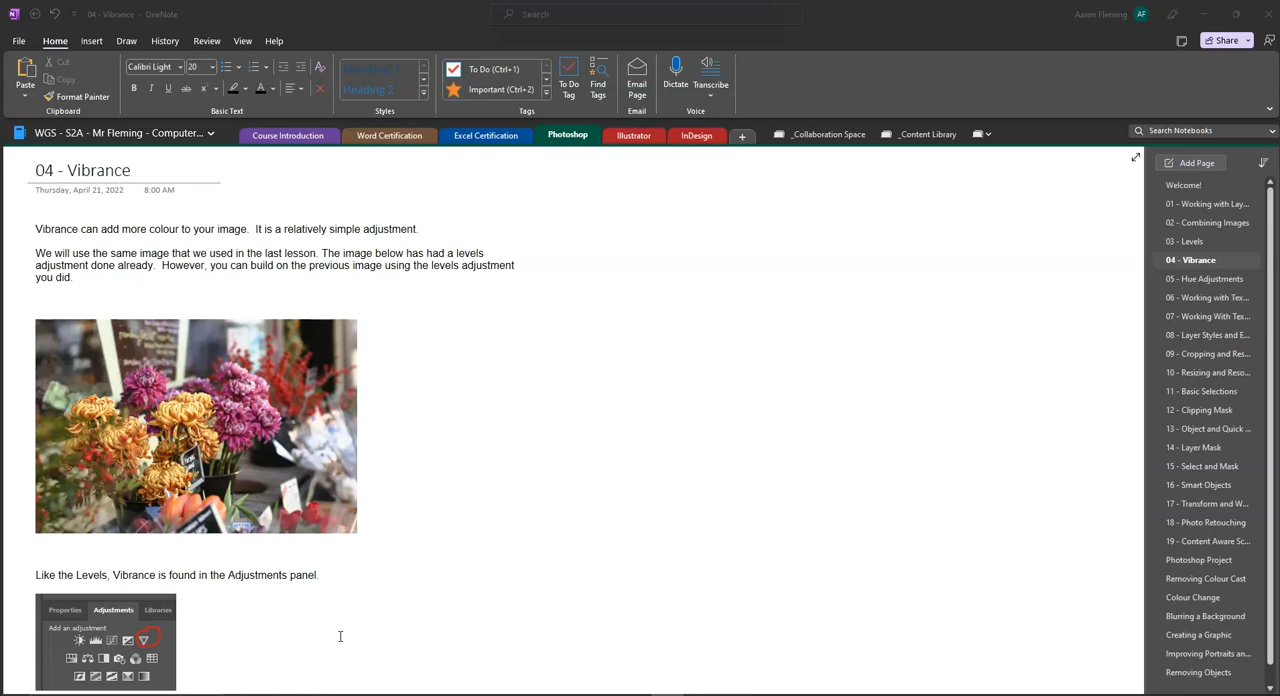 04 - Vibrance - OneNote
Search
Aaron Fleming AF
File Home Insert Draw History Review View Help
Share
Paste
Cut
Copy
Format Painter
Clipboard
Calibri Light 20
B I U ab x
A
Basic Text
Heading 1
Heading 2
Styles
To Do (Ctrl+1)
Important (Ctrl+2)
To Do Tag
Find Tags
Tags
Email Page
Email
Dictate
Transcribe
Voice
WGS - S2A - Mr Fleming - Computer...
Course Introduction
Word Certification
Excel Certification
Photoshop
Illustrator
InDesign
+
_Collaboration Space
_Content Library
Search Notebooks
04 - Vibrance
Thursday, April 21, 2022 8:00 AM
Vibrance can add more colour to your image. It is a relatively simple adjustment.
We will use the same image that we used in the last lesson. The image below has had a levels
adjustment done already. However, you can build on the previous image using the levels adjustment
you did.
Like the Levels, Vibrance is found in the Adjustments panel.
Properties Adjustments Libraries
Add an adjustment
Add Page
Welcome!
01 - Working with Lay...
02 - Combining Images
03 - Levels
04 - Vibrance
05 - Hue Adjustments
06 - Working with Tex...
07 - Working With Tex...
08 - Layer Styles and E...
09 - Cropping and Res...
10 - Resizing and Reso...
11 - Basic Selections
12 - Clipping Mask
13 - Object and Quick ...
14 - Layer Mask
15 - Select and Mask
16 - Smart Objects
17 - Transform and W...
18 - Photo Retouching
19 - Content Aware Sc...
Photoshop Project
Removing Colour Cast
Colour Change
Blurring a Background
Creating a Graphic
Improving Portraits an...
Removing Objects